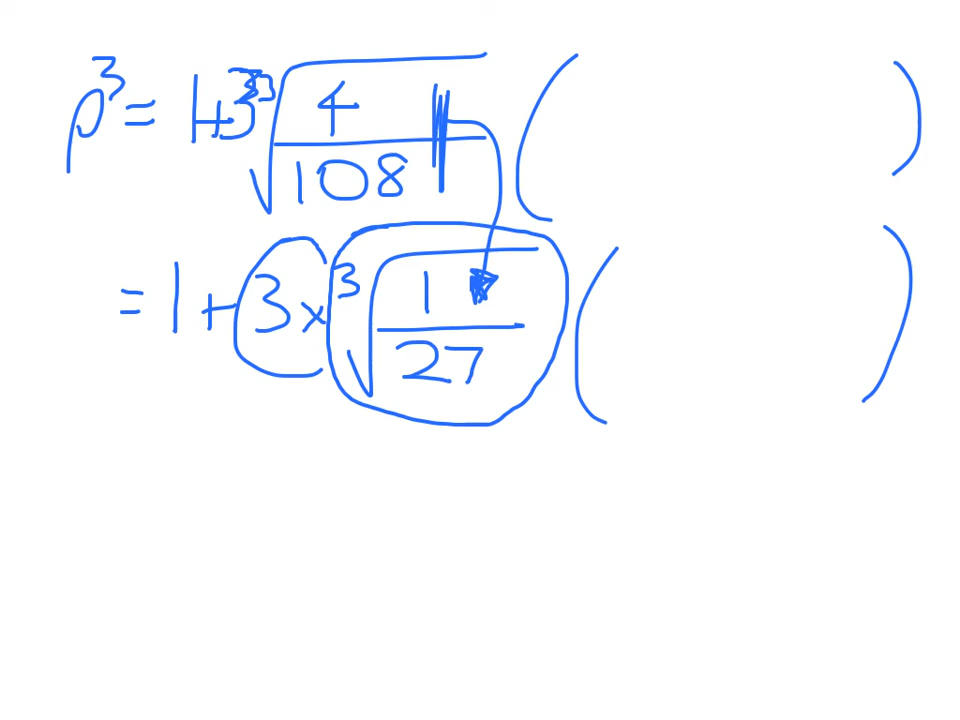 ρ³ = 1+3∛(4/108) (      )
= 1+3×∛(1/27) (      )